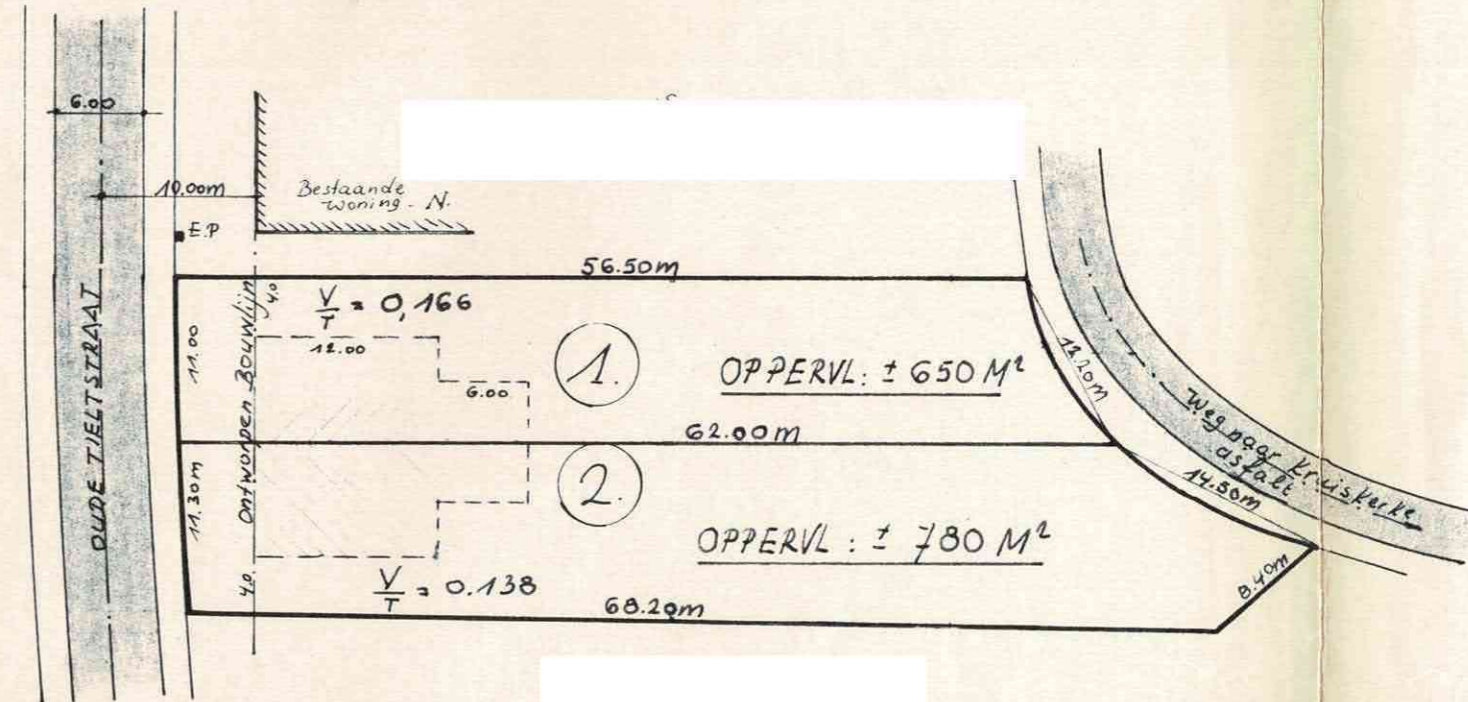 6.00
10.00m
Bestaande
woning - N.
E.P
56.50m
OUDE TIELTSTRAAT
11.00
Ontworpen Bouwlijn
4.0
V/T = 0,166
12.00
6.00
1.
OPPERVL: ± 650 M²
12.20m
Weg naar Kruiskerke
asfalt
62.00m
11.30m
2.
14.50m
OPPERVL : ± 780 M²
4.0.
V/T = 0.138
68.20m
8.40m